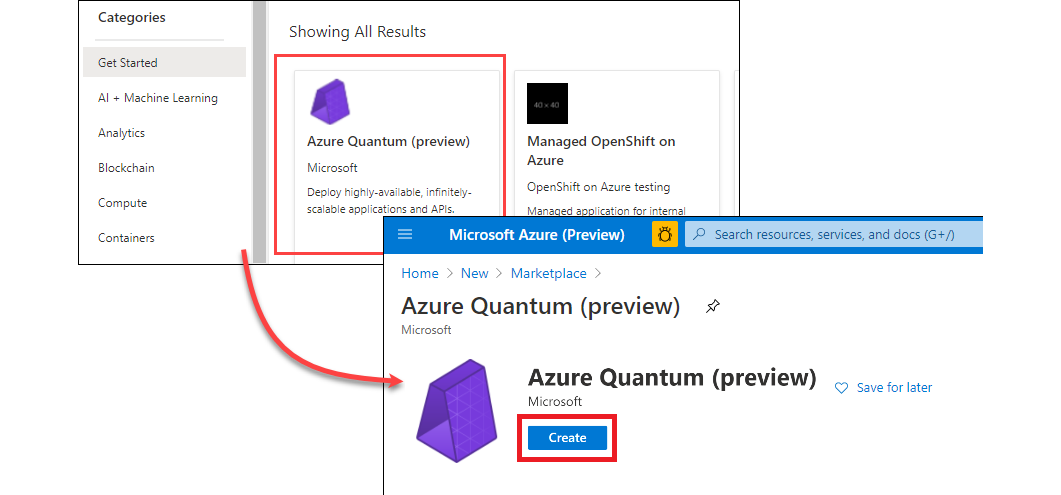 Categories
Get Started
AI + Machine Learning
Analytics
Blockchain
Compute
Containers
Showing All Results
Azure Quantum (preview)
Microsoft
Deploy highly-available, infinitely-
scalable applications and APIs.
40 × 40
Managed OpenShift on
Azure
OpenShift on Azure testing
Managed application for internal
Microsoft Azure (Preview)
Search resources, services, and docs (G+/)
Home > New > Marketplace >
Azure Quantum (preview)
Microsoft
Azure Quantum (preview)
Microsoft
Save for later
Create